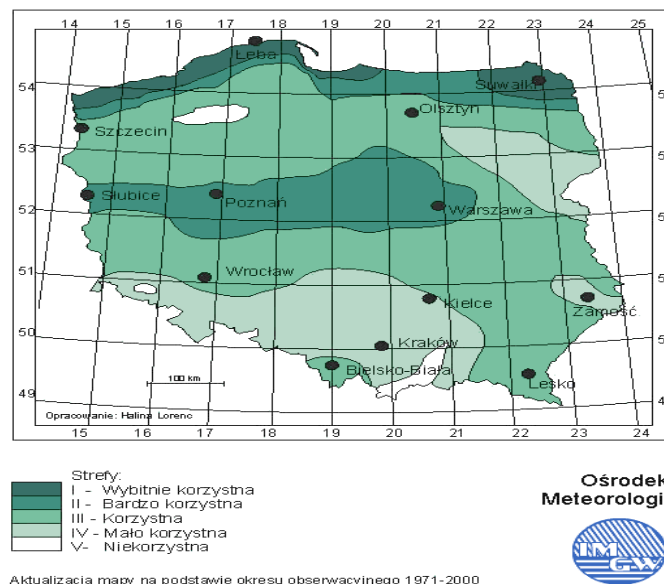 14 15 16 17 18 19 20 21 22 23
54
53
52
51
50
49
Łeba
Suwałki
Olsztyn
Szczecin
Słubice
Poznań
Warszawa
Wrocław
Kielce
Zamość
Kraków
Bielsko-Biała
Lesko
100 km
Opracowanie: Halina Lorenc
15 16 17 18 19 20 21 22 23 24
Strefy:
I - Wybitnie korzystna
II - Bardzo korzystna
III - Korzystna
IV - Mało korzystna
V- Niekorzystna
Ośrodek
Meteorologi
IMGW
Aktualizacja mapy na podstawie okresu obserwacyjnego 1971-2000